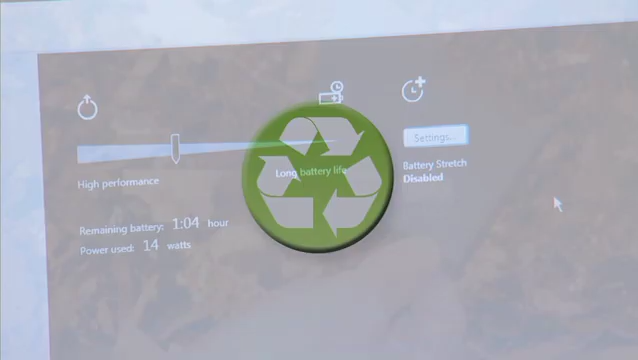 Settings...
Long battery life
Battery Stretch
Disabled
High performance
Remaining battery: 1:04 hour
Power used: 14 watts